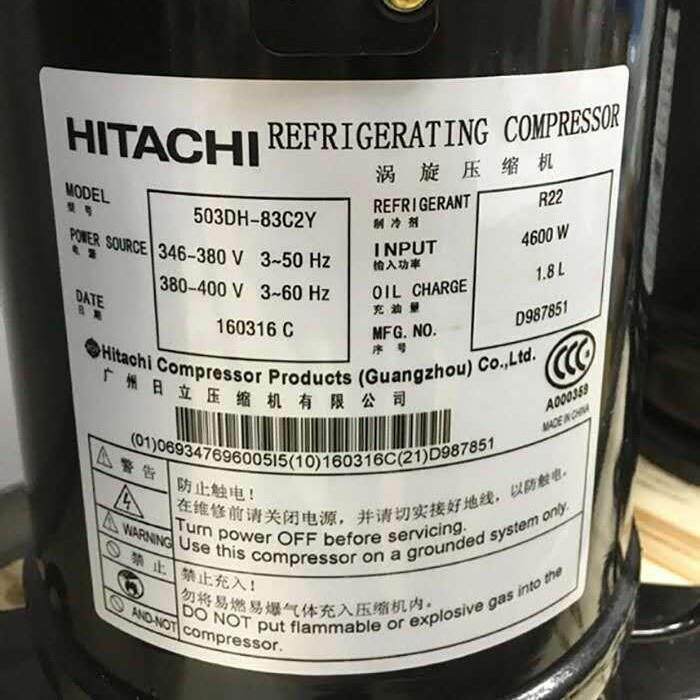 HITACHI REFRIGERATING COMPRESSOR
涡旋压缩机
MODEL 503DH-83C2Y
型号
POWER SOURCE 346-380 V 3~50 Hz
电源
380-400 V 3~60 Hz
DATE 160316 C
日期
REFRIGERANT R22
制冷剂
INPUT 4600 W
输入功率
OIL CHARGE 1.8 L
充油量
MFG. NO. D987851
序号
Hitachi Compressor Products (Guangzhou) Co.,Ltd.
广州日立压缩机有限公司
CCC
A000359
MADE IN CHINA
(01)06934769600515(10)160316C(21)D987851
警告
WARNING
防止触电!
在维修前请关闭电源，并请切实接好地线，以防触电。
Turn power OFF before servicing.
Use this compressor on a grounded system only.
禁止
AND-NOT
禁止充入!
勿将易燃易爆气体充入压缩机内。
DO NOT put flammable or explosive gas into the
compressor.